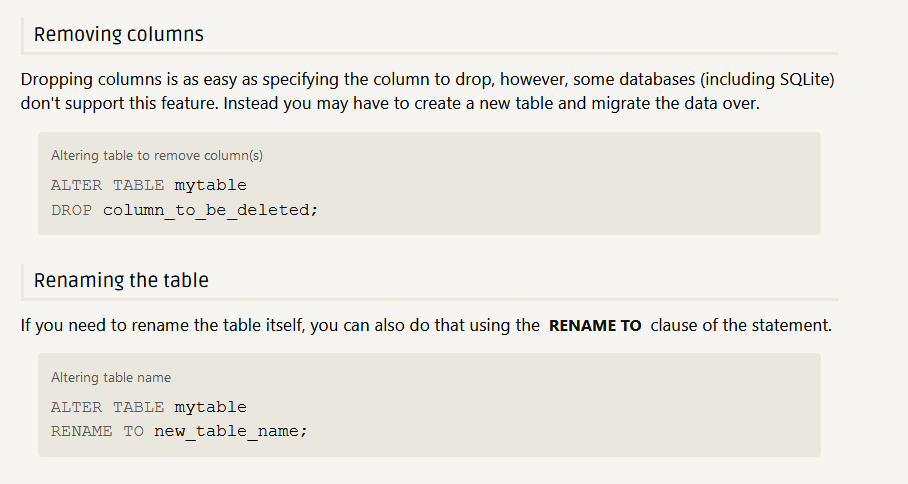 Removing columns
Dropping columns is as easy as specifying the column to drop, however, some databases (including SQLite)
don't support this feature. Instead you may have to create a new table and migrate the data over.
Altering table to remove column(s)
ALTER TABLE mytable
DROP column_to_be_deleted;
Renaming the table
If you need to rename the table itself, you can also do that using the RENAME TO clause of the statement.
Altering table name
ALTER TABLE mytable
RENAME TO new_table_name;